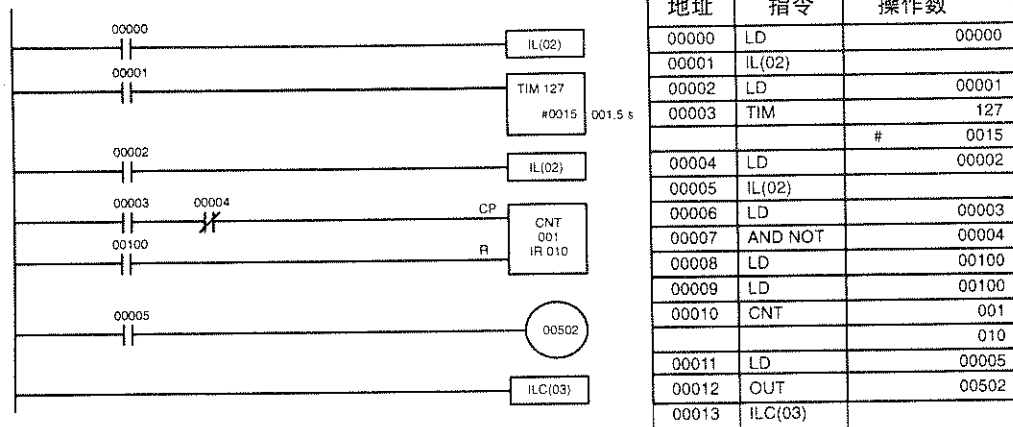 00000
IL(02)
00001
TIM 127
#0015
001.5 s
00002
IL(02)
00003
00004
CP
CNT
001
IR 010
00100
R
00005
00502
ILC(03)
地址 指令 操作数
00000 LD 00000
00001 IL(02)
00002 LD 00001
00003 TIM 127
# 0015
00004 LD 00002
00005 IL(02)
00006 LD 00003
00007 AND NOT 00004
00008 LD 00100
00009 LD 00100
00010 CNT 001
010
00011 LD 00005
00012 OUT 00502
00013 ILC(03)